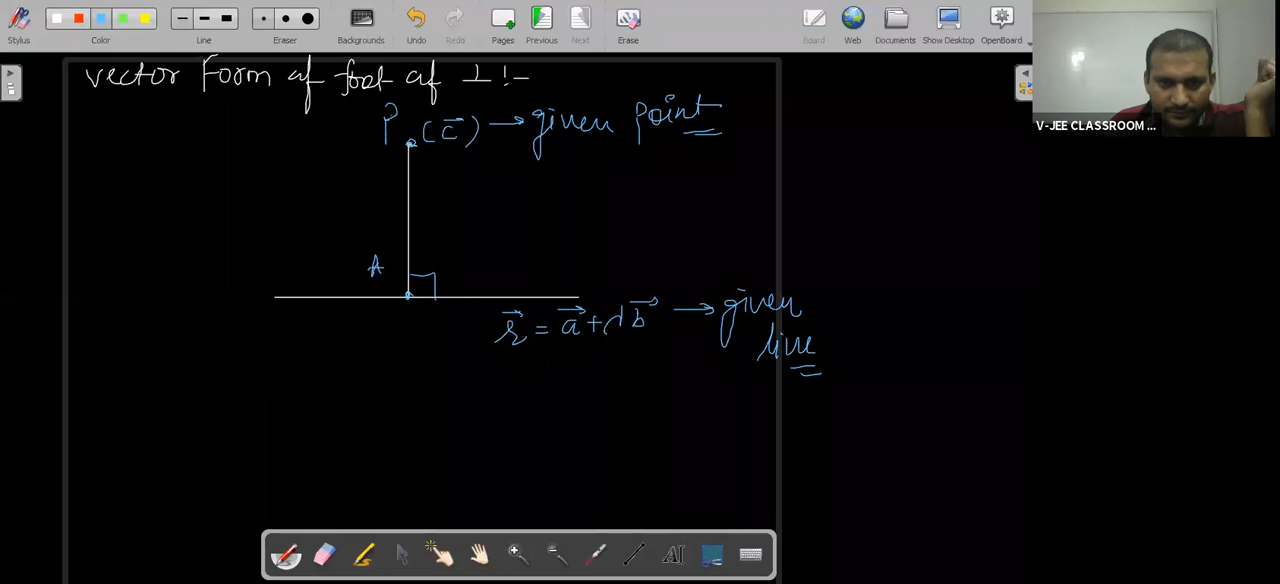 Stylus Color Line Eraser Backgrounds Undo Redo Pages Previous Next Erase Board Web Documents Show Desktop OpenBoard
V-JEE CLASSROOM ...
vector Form of foot of ⊥ :-
P (c⃗) → given point
A
r⃗ = a⃗ + λb⃗ → given
line
AI